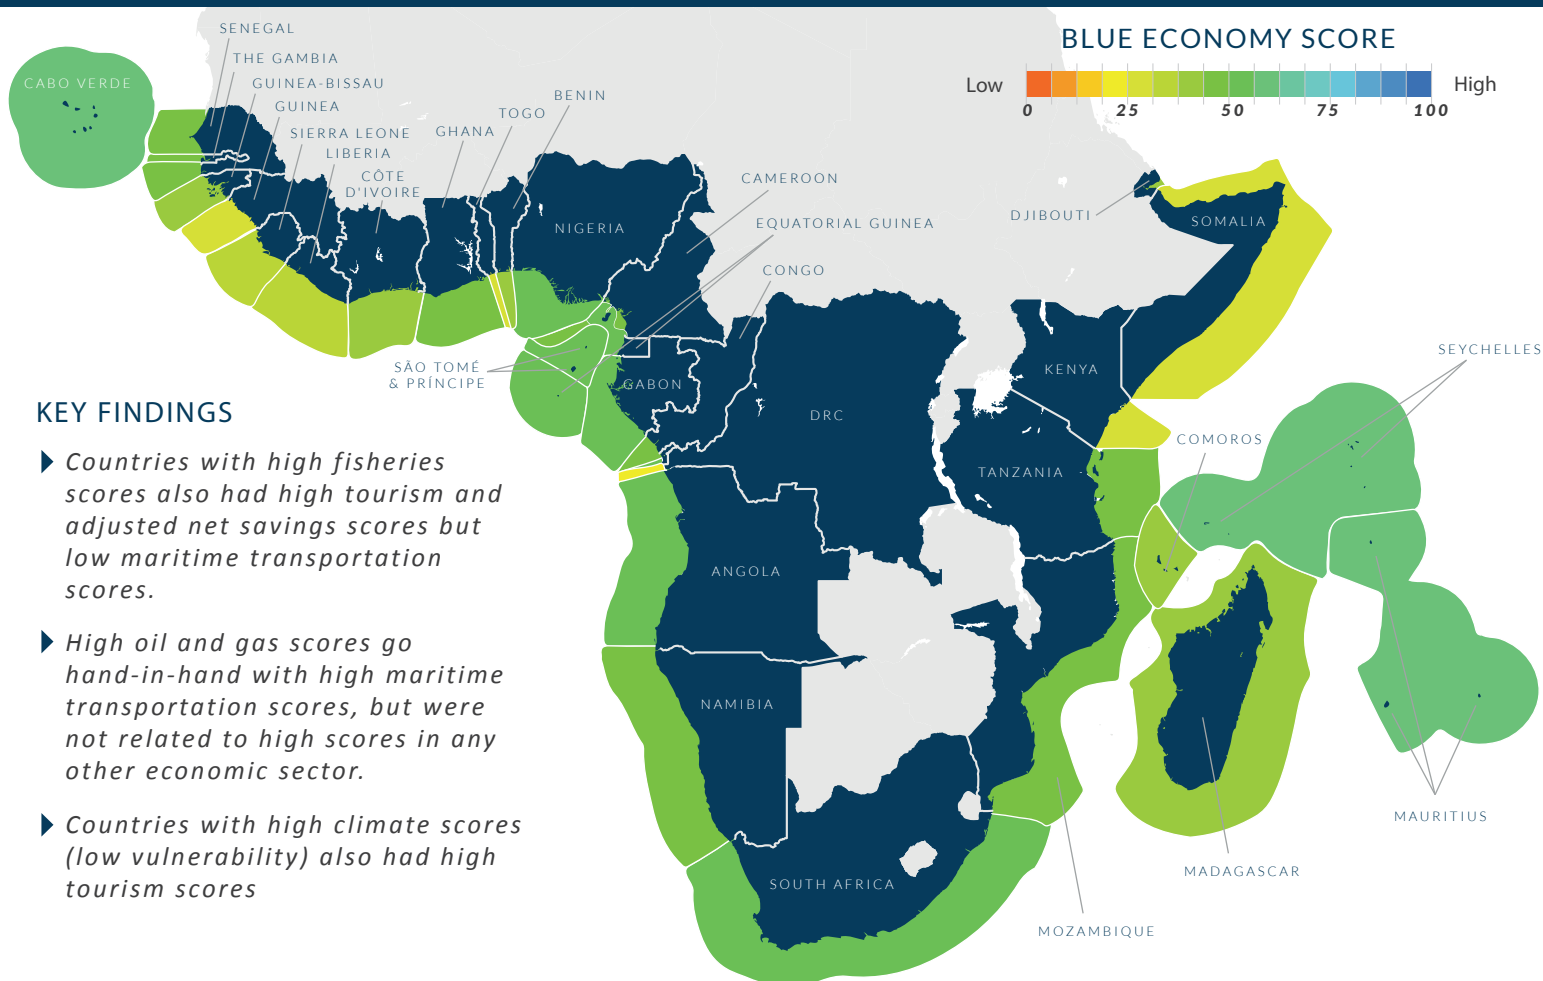 BLUE ECONOMY SCORE
Low
High
0
25
50
75
100
SENEGAL
THE GAMBIA
GUINEA-BISSAU
GUINEA
SIERRA LEONE
LIBERIA
CÔTE
D'IVOIRE
GHANA
TOGO
BENIN
CABO VERDE
NIGERIA
CAMEROON
EQUATORIAL GUINEA
CONGO
DJIBOUTI
SOMALIA
SÃO TOMÉ
& PRÍNCIPE
GABON
DRC
KENYA
TANZANIA
SEYCHELLES
COMOROS
ANGOLA
NAMIBIA
SOUTH AFRICA
MOZAMBIQUE
MADAGASCAR
MAURITIUS
KEY FINDINGS
Countries with high fisheries
scores also had high tourism and
adjusted net savings scores but
low maritime transportation
scores.
High oil and gas scores go
hand-in-hand with high maritime
transportation scores, but were
not related to high scores in any
other economic sector.
Countries with high climate scores
(low vulnerability) also had high
tourism scores